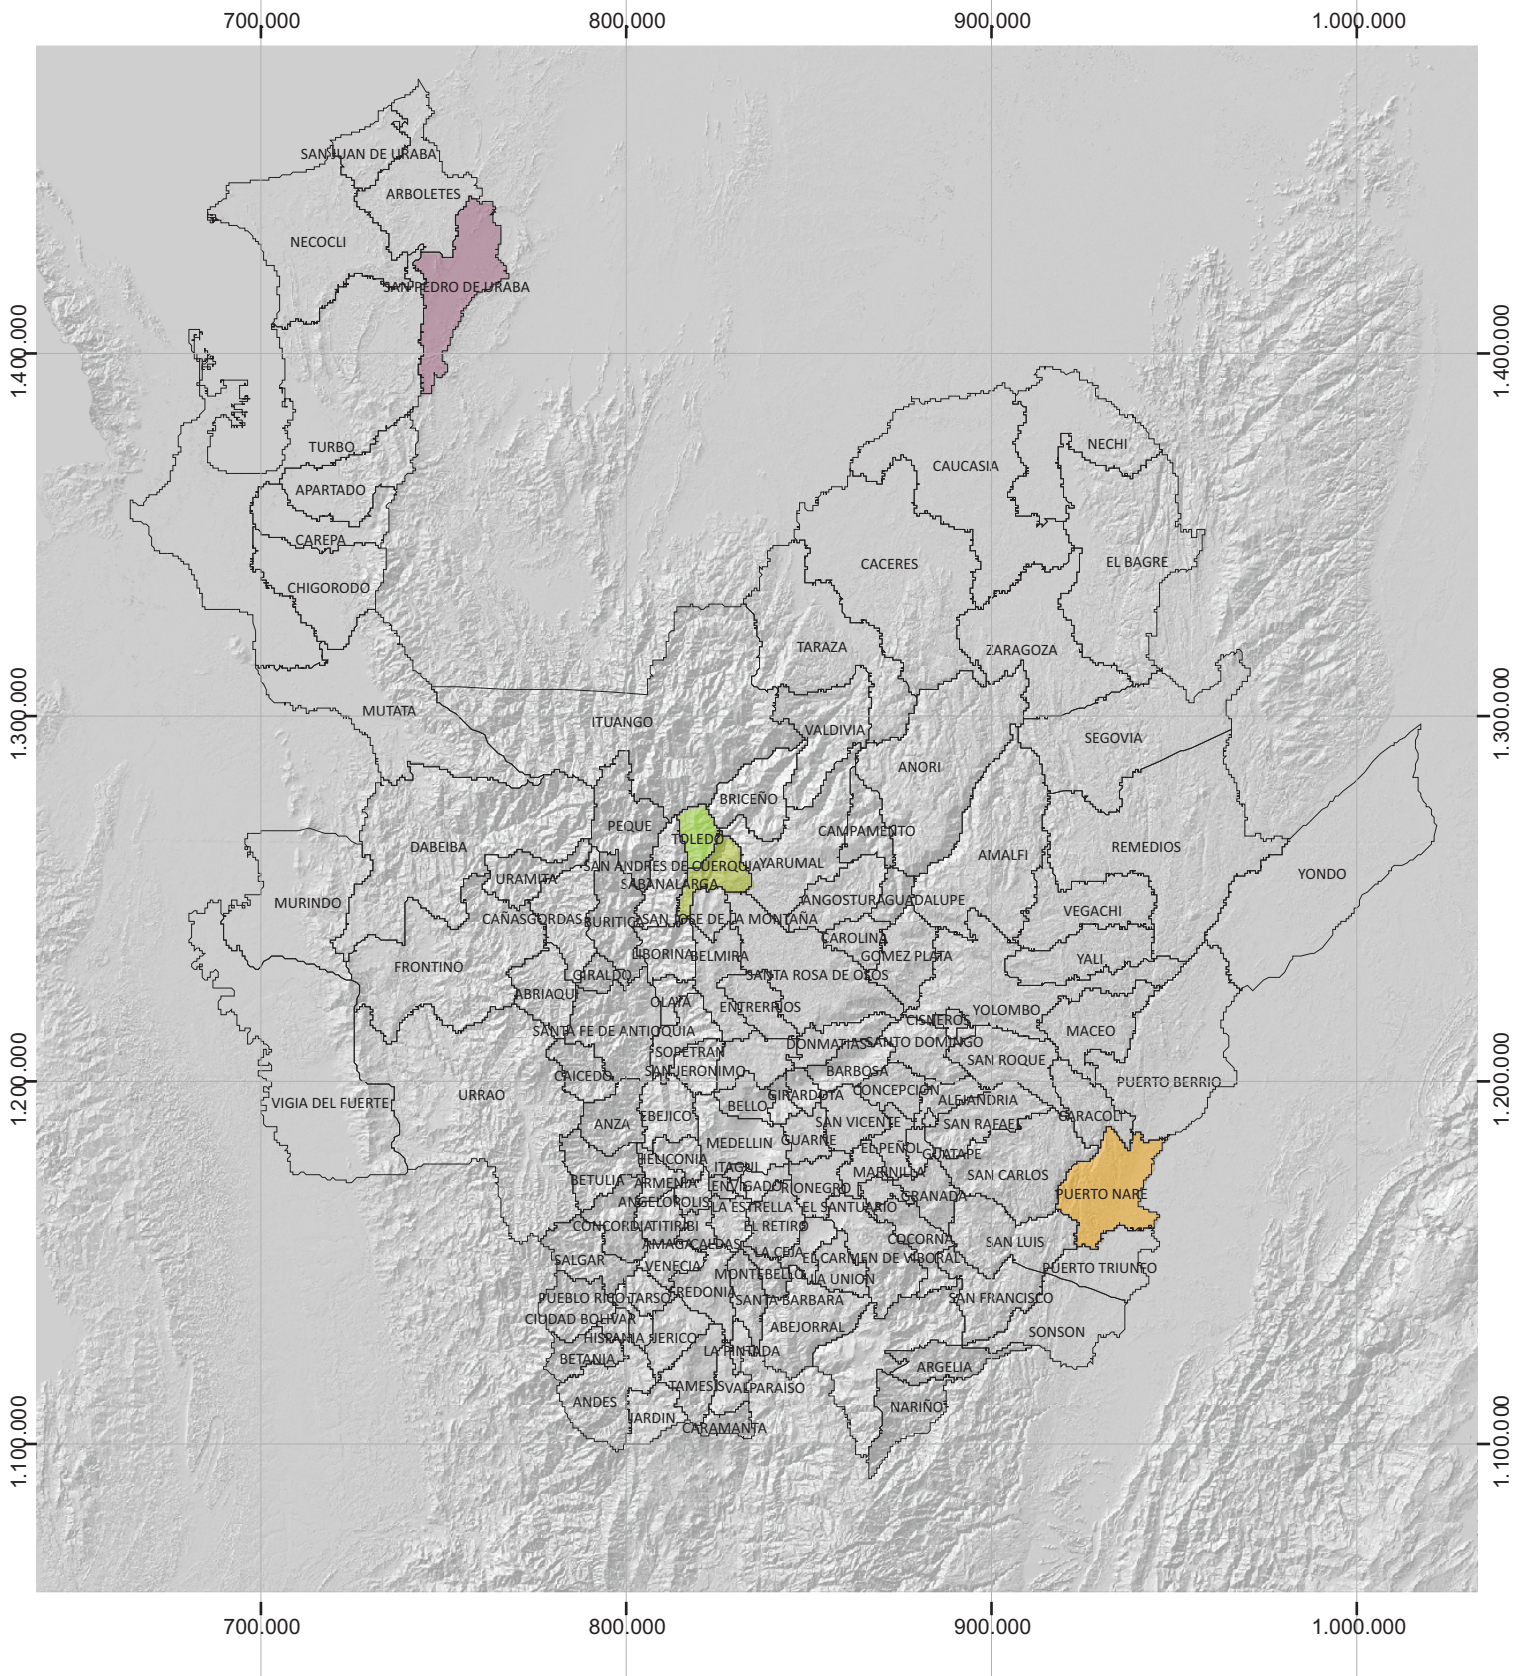 700.000 800.000 900.000 1.000.000
SAN JUAN DE URABA
ARBOLETES
NECOCLI
SAN PEDRO DE URABA
1.400.000 1.400.000
TURBO NECHI
CAUCASIA
APARTADO
CAREPA
CACERES EL BAGRE
CHIGORODO
TARAZA ZARAGOZA
MUTATA
1.300.000 1.300.000
ITUANGO
VALDIVIA SEGOVIA
ANORI
BRICEÑO
PEQUE CAMPAMENTO
TOLEDO
DABEIBA AMALFI REMEDIOS
SAN ANDRES DE CUERQUIA YARUMAL
YONDO
URAMITA SABANALARGA
MURINDO ANGOSTURA GUADALUPE
VEGACHI
CAÑASGORDAS BURITICA SAN JOSE DE LA MONTAÑA
CAROLINA
LIBORINA BELMIRA GOMEZ PLATA YALI
FRONTINO
GIRALDO SANTA ROSA DE OSOS
ABRIAQUI OLAYA ENTRERRIOS YOLOMBO
CISNEROS
SANTA FE DE ANTIOQUIA MACEO
DONMATIAS SANTO DOMINGO
SOPETRAN SAN ROQUE
SAN JERONIMO BARBOSA
CAICEDO PUERTO BERRIO
1.200.000 1.200.000
URRAO GIRARDOTA CONCEPCION
VIGIA DEL FUERTE BELLO ALEJANDRIA
EBEJICO CARACOLI
ANZA SAN VICENTE SAN RAFAEL
MEDELLIN GUARNE
EL PEÑOL GUATAPE
HELICONIA ITAGUI
MARINILLA SAN CARLOS
BETULIA ARMENIA ENVIGADO RIONEGRO
GRANADA PUERTO NARE
ANGELOPOLIS LA ESTRELLA EL SANTUARIO
CONCORDIA TITIRIBI EL RETIRO
AMAGA CALDAS COCORNA SAN LUIS
LA CEJA
SALGAR EL CARMEN DE VIBORAL
VENECIA PUERTO TRIUNFO
MONTEBELLO LA UNION
FREDONIA
PUEBLO RICO TARSO SANTA BARBARA SAN FRANCISCO
CIUDAD BOLIVAR
ABEJORRAL SONSON
HISPANIA JERICO
LA PINTADA
BETANIA
ARGELIA
TAMESIS VALPARAISO
ANDES NARIÑO
JARDIN
CARAMANTA
1.100.000 1.100.000
700.000 800.000 900.000 1.000.000